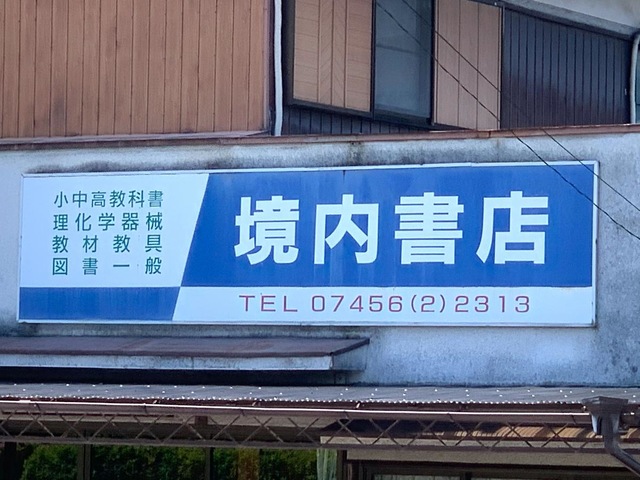 小中高教科書
理化学器械
教材教具
図書一般
境内書店
TEL 07456(2)2313